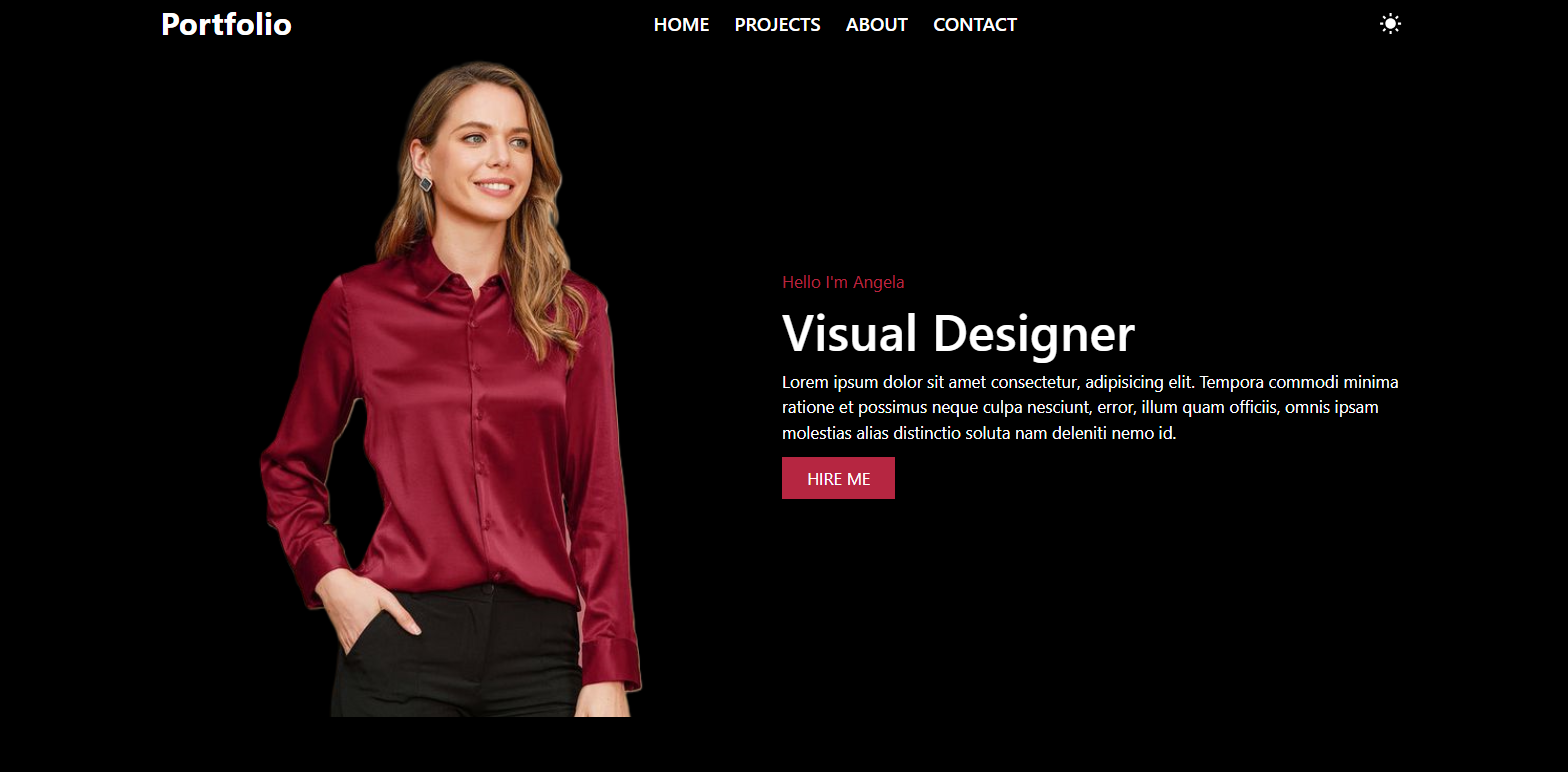 Portfolio
HOME PROJECTS ABOUT CONTACT
Hello I'm Angela
Visual Designer
Lorem ipsum dolor sit amet consectetur, adipisicing elit. Tempora commodi minima
ratione et possimus neque culpa nesciunt, error, illum quam officiis, omnis ipsam
molestias alias distinctio soluta nam deleniti nemo id.
HIRE ME